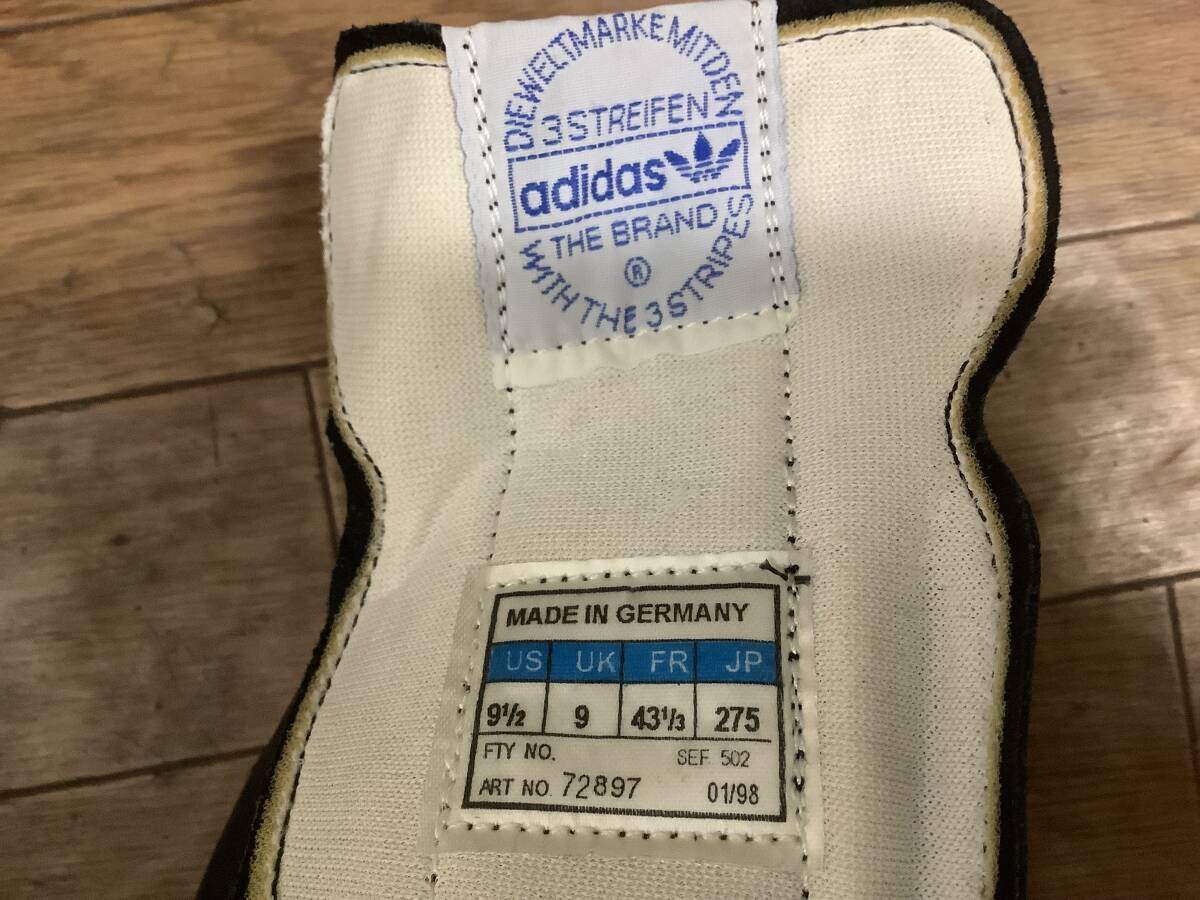 DIE WELTMARKE MIT DEN
3 STREIFEN
adidas
THE BRAND
®
WITH THE 3 STRIPES
MADE IN GERMANY
US UK FR JP
9½ 9 43⅓ 275
FTY NO. SEF 502
ART NO. 72897 01/98